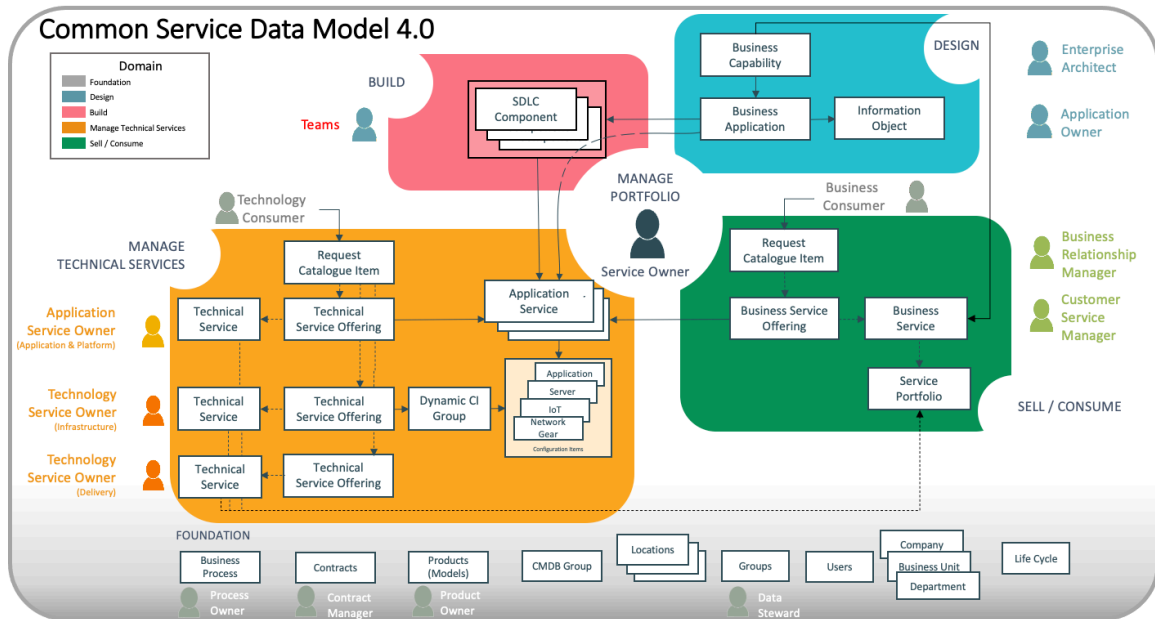 Common Service Data Model 4.0
Domain
Foundation
Design
Build
Manage Technical Services
Sell / Consume
BUILD
Teams
SDLC
Component
DESIGN
Business
Capability
Business
Application
Information
Object
Enterprise
Architect
Application
Owner
MANAGE
PORTFOLIO
Service Owner
Technology
Consumer
MANAGE
TECHNICAL SERVICES
Request
Catalogue Item
Technical
Service
Technical
Service Offering
Application
Service
Application
Service Owner
(Application & Platform)
Technology
Service Owner
(Infrastructure)
Technical
Service
Technical
Service Offering
Dynamic CI
Group
Application
Server
IoT
Network
Gear
Configuration Items
Technology
Service Owner
(Delivery)
Technical
Service
Technical
Service Offering
Business
Consumer
Request
Catalogue Item
Business Service
Offering
Business
Service
Service
Portfolio
SELL / CONSUME
Business
Relationship
Manager
Customer
Service
Manager
FOUNDATION
Business
Process
Contracts
Products
(Models)
CMDB Group
Locations
Groups
Users
Company
Business Unit
Department
Life Cycle
Process
Owner
Contract
Manager
Product
Owner
Data
Steward